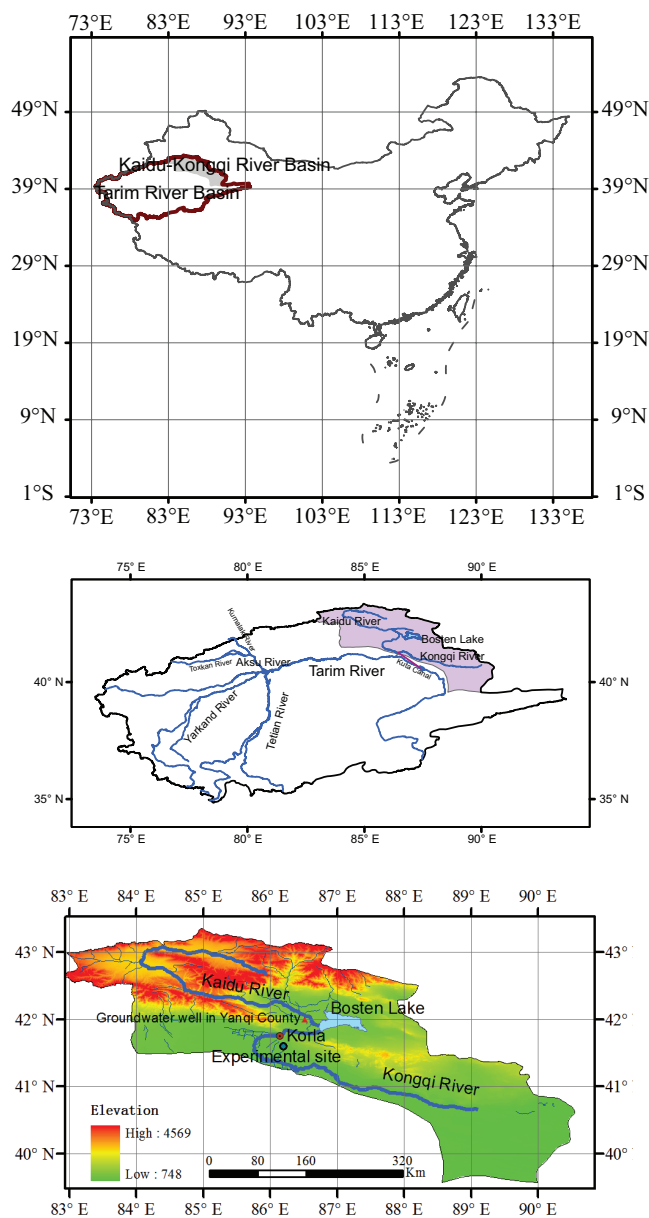 73°E 83°E 93°E 103°E 113°E 123°E 133°E
49°N 49°N
Kaidu-Kongqi River Basin
39°N 39°N
Tarim River Basin
29°N 29°N
19°N 19°N
9°N 9°N
1°S 1°S
73°E 83°E 93°E 103°E 113°E 123°E 133°E
75° E 80° E 85° E 90° E
Kumalak River
Kaidu River
Bosten Lake
Toxkan River
Aksu River
Kongqi River
Tarim River
Kuta Canal
40° N 40° N
Yarkand River
Tetian River
35° N 35° N
75° E 80° E 85° E 90° E
83° E 84° E 85° E 86° E 87° E 88° E 89° E 90° E
43° N 43°
Kaidu River
Bosten Lake
42° N 42°
Groundwater well in Yanqi County
Korla
Experimental site
41° N 41°
Kongqi River
Elevation
High : 4569
40° N 40°
Low : 748
0 80 160 320
Km
83° E 84° E 85° E 86° E 87° E 88° E 89° E 90° E